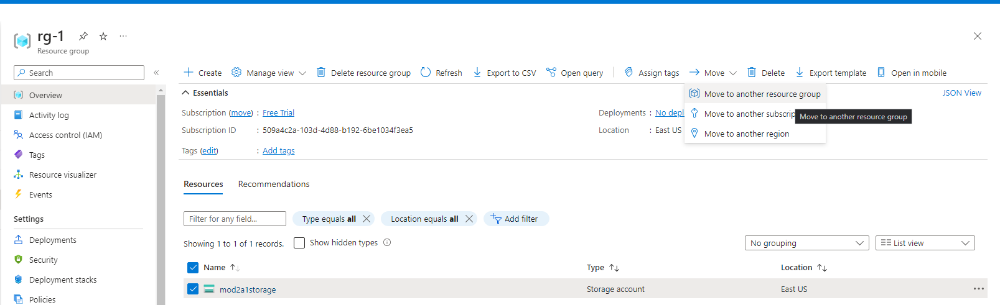 rg-1
Resource group
Search
Create Manage view Delete resource group Refresh Export to CSV Open query Assign tags Move Delete Export template Open in mobile
Overview
Activity log
Access control (IAM)
Tags
Resource visualizer
Events
Settings
Deployments
Security
Deployment stacks
Policies
Essentials
JSON View
Subscription (move) : Free Trial
Subscription ID : 509a4c2a-103d-4d88-b192-6be1034f3ea5
Tags (edit) : Add tags
Deployments : No depl
Location : East US
Move to another resource group
Move to another subscrip
Move to another region
Move to another resource group
Resources Recommendations
Filter for any field...
Type equals all
Location equals all
Add filter
Showing 1 to 1 of 1 records.
Show hidden types
No grouping
List view
Name Type Location
mod2a1storage Storage account East US